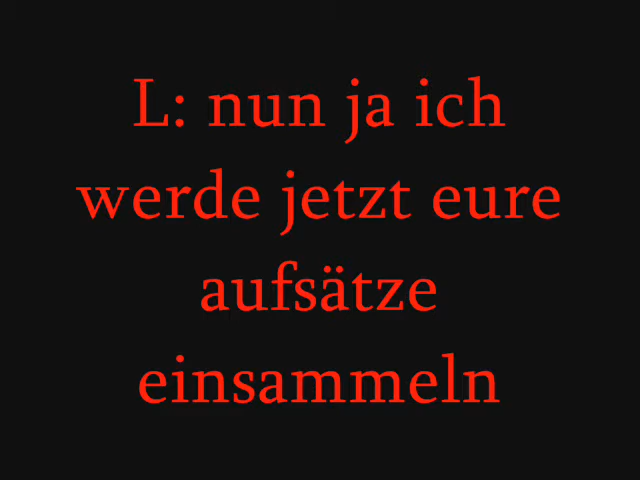 L: nun ja ich
werde jetzt eure
aufsätze
einsammeln